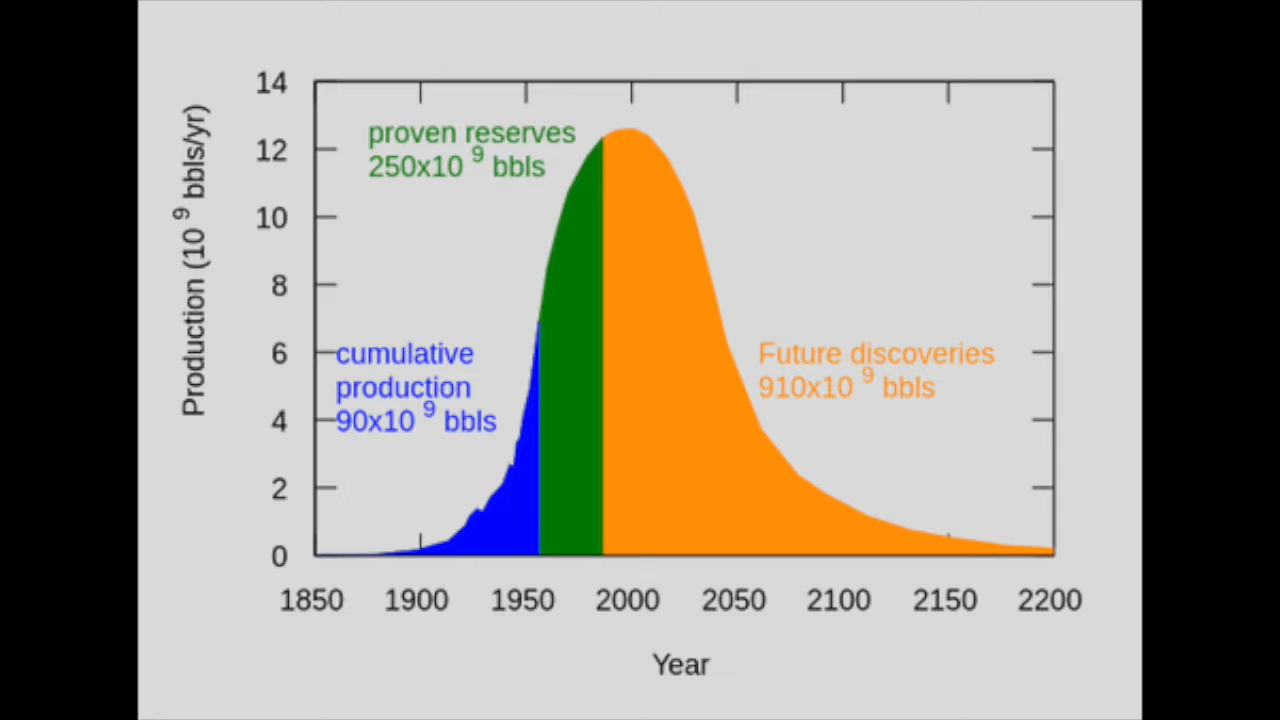 Production (10 9 bbls/yr)
14
12
10
8
6
4
2
0
proven reserves
250x10 9 bbls
cumulative
production
90x10 9 bbls
Future discoveries
910x10 9 bbls
1850 1900 1950 2000 2050 2100 2150 2200
Year